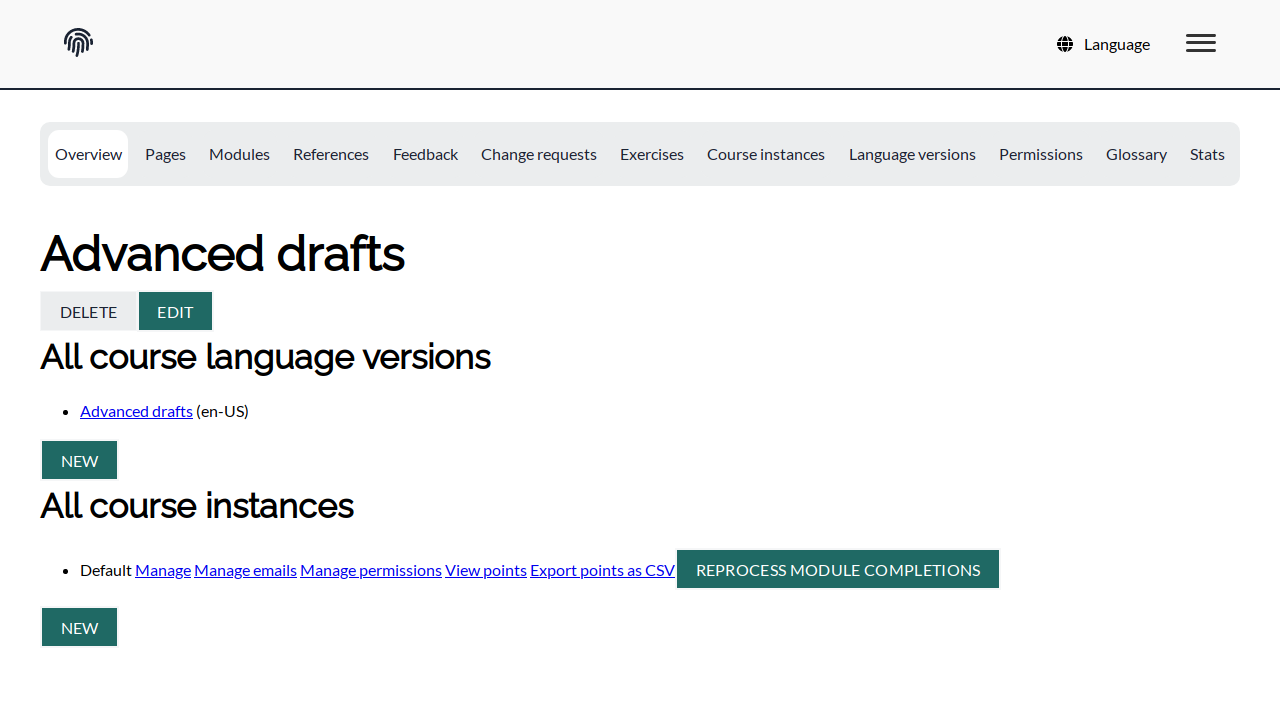 Language
Overview Pages Modules References Feedback Change requests Exercises Course instances Language versions Permissions Glossary Stats
Advanced drafts
DELETE EDIT
All course language versions
Advanced drafts (en-US)
NEW
All course instances
Default Manage Manage emails Manage permissions View points Export points as CSV REPROCESS MODULE COMPLETIONS
NEW